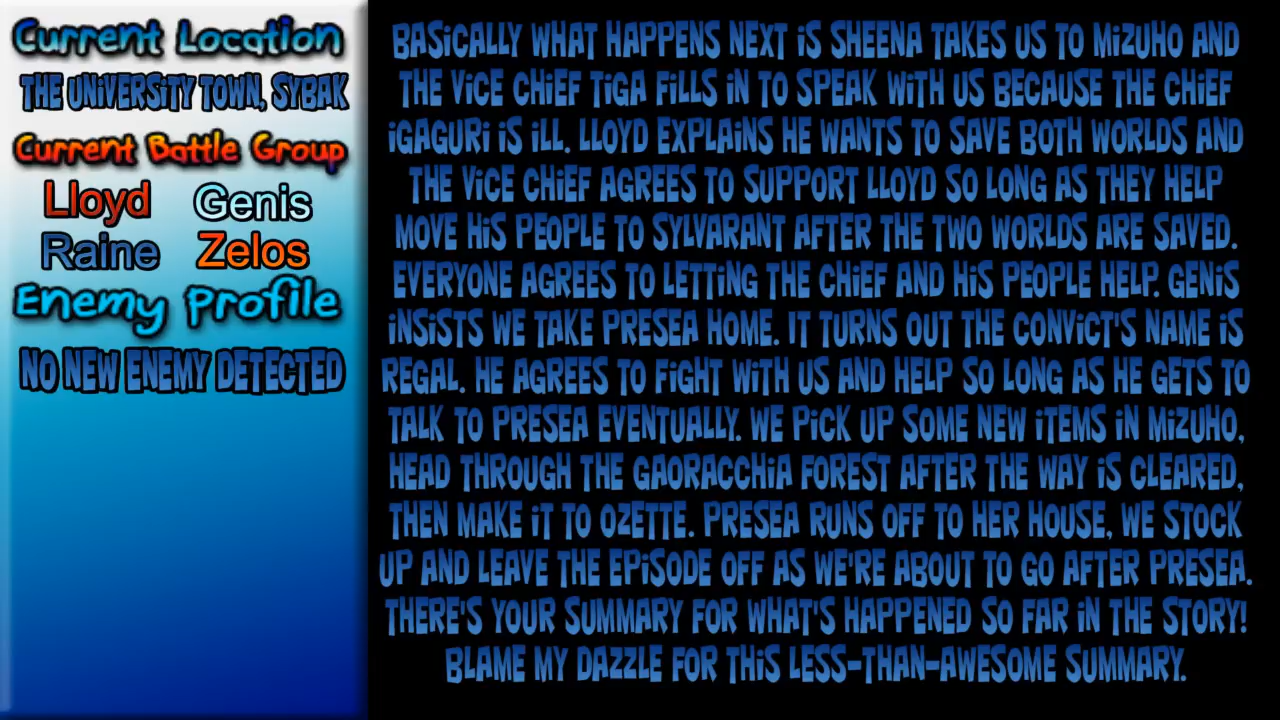 Current Location
THE UNIVERSITY TOWN, SYBAK
Current Battle Group
Lloyd Genis
Raine Zelos
Enemy Profile
NO NEW ENEMY DETECTED
BASICALLY WHAT HAPPENS NEXT IS SHEENA TAKES US TO MIZUHO AND
THE VICE CHIEF TIGA FILLS IN TO SPEAK WITH US BECAUSE THE CHIEF
IGAGURI IS ILL. LLOYD EXPLAINS HE WANTS TO SAVE BOTH WORLDS AND
THE VICE CHIEF AGREES TO SUPPORT LLOYD SO LONG AS THEY HELP
MOVE HIS PEOPLE TO SYLVARANT AFTER THE TWO WORLDS ARE SAVED.
EVERYONE AGREES TO LETTING THE CHIEF AND HIS PEOPLE HELP. GENIS
INSISTS WE TAKE PRESEA HOME. IT TURNS OUT THE CONVICT'S NAME IS
REGAL. HE AGREES TO FIGHT WITH US AND HELP SO LONG AS HE GETS TO
TALK TO PRESEA EVENTUALLY. WE PICK UP SOME NEW ITEMS IN MIZUHO,
HEAD THROUGH THE GAORACCHIA FOREST AFTER THE WAY IS CLEARED,
THEN MAKE IT TO OZETTE. PRESEA RUNS OFF TO HER HOUSE, WE STOCK
UP AND LEAVE THE EPISODE OFF AS WE'RE ABOUT TO GO AFTER PRESEA.
THERE'S YOUR SUMMARY FOR WHAT'S HAPPENED SO FAR IN THE STORY!
BLAME MY DAZZLE FOR THIS LESS-THAN-AWESOME SUMMARY.